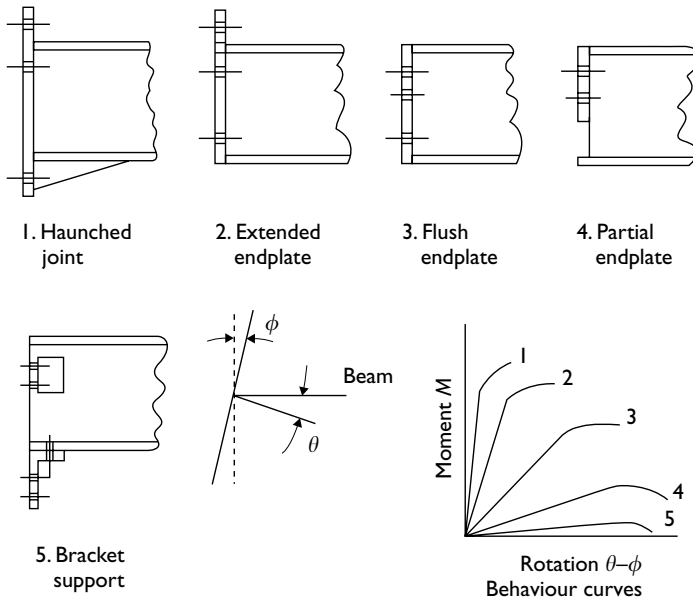 1. Haunched
joint
2. Extended
endplate
3. Flush
endplate
4. Partial
endplate
ϕ
Beam
θ
5. Bracket
support
Moment M
1
2
3
4
5
Rotation θ–ϕ
Behaviour curves